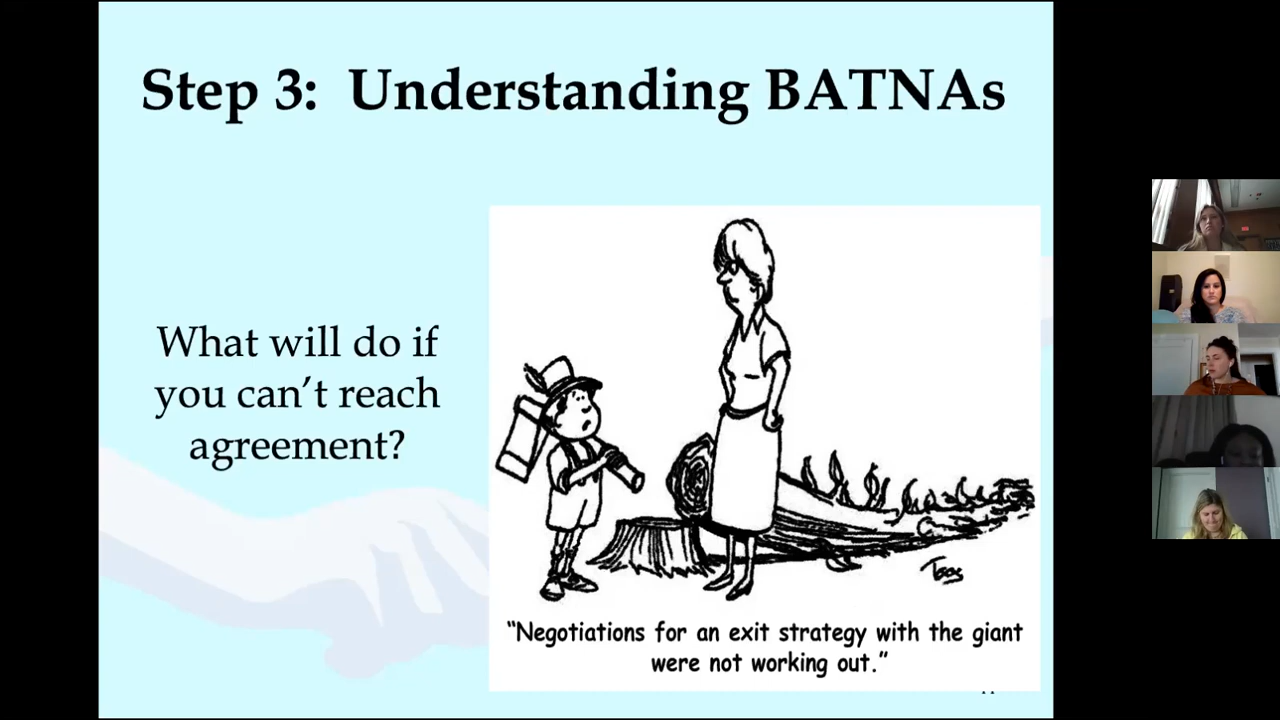 Step 3: Understanding BATNAs
What will do if
you can't reach
agreement?
Toos
"Negotiations for an exit strategy with the giant
were not working out."